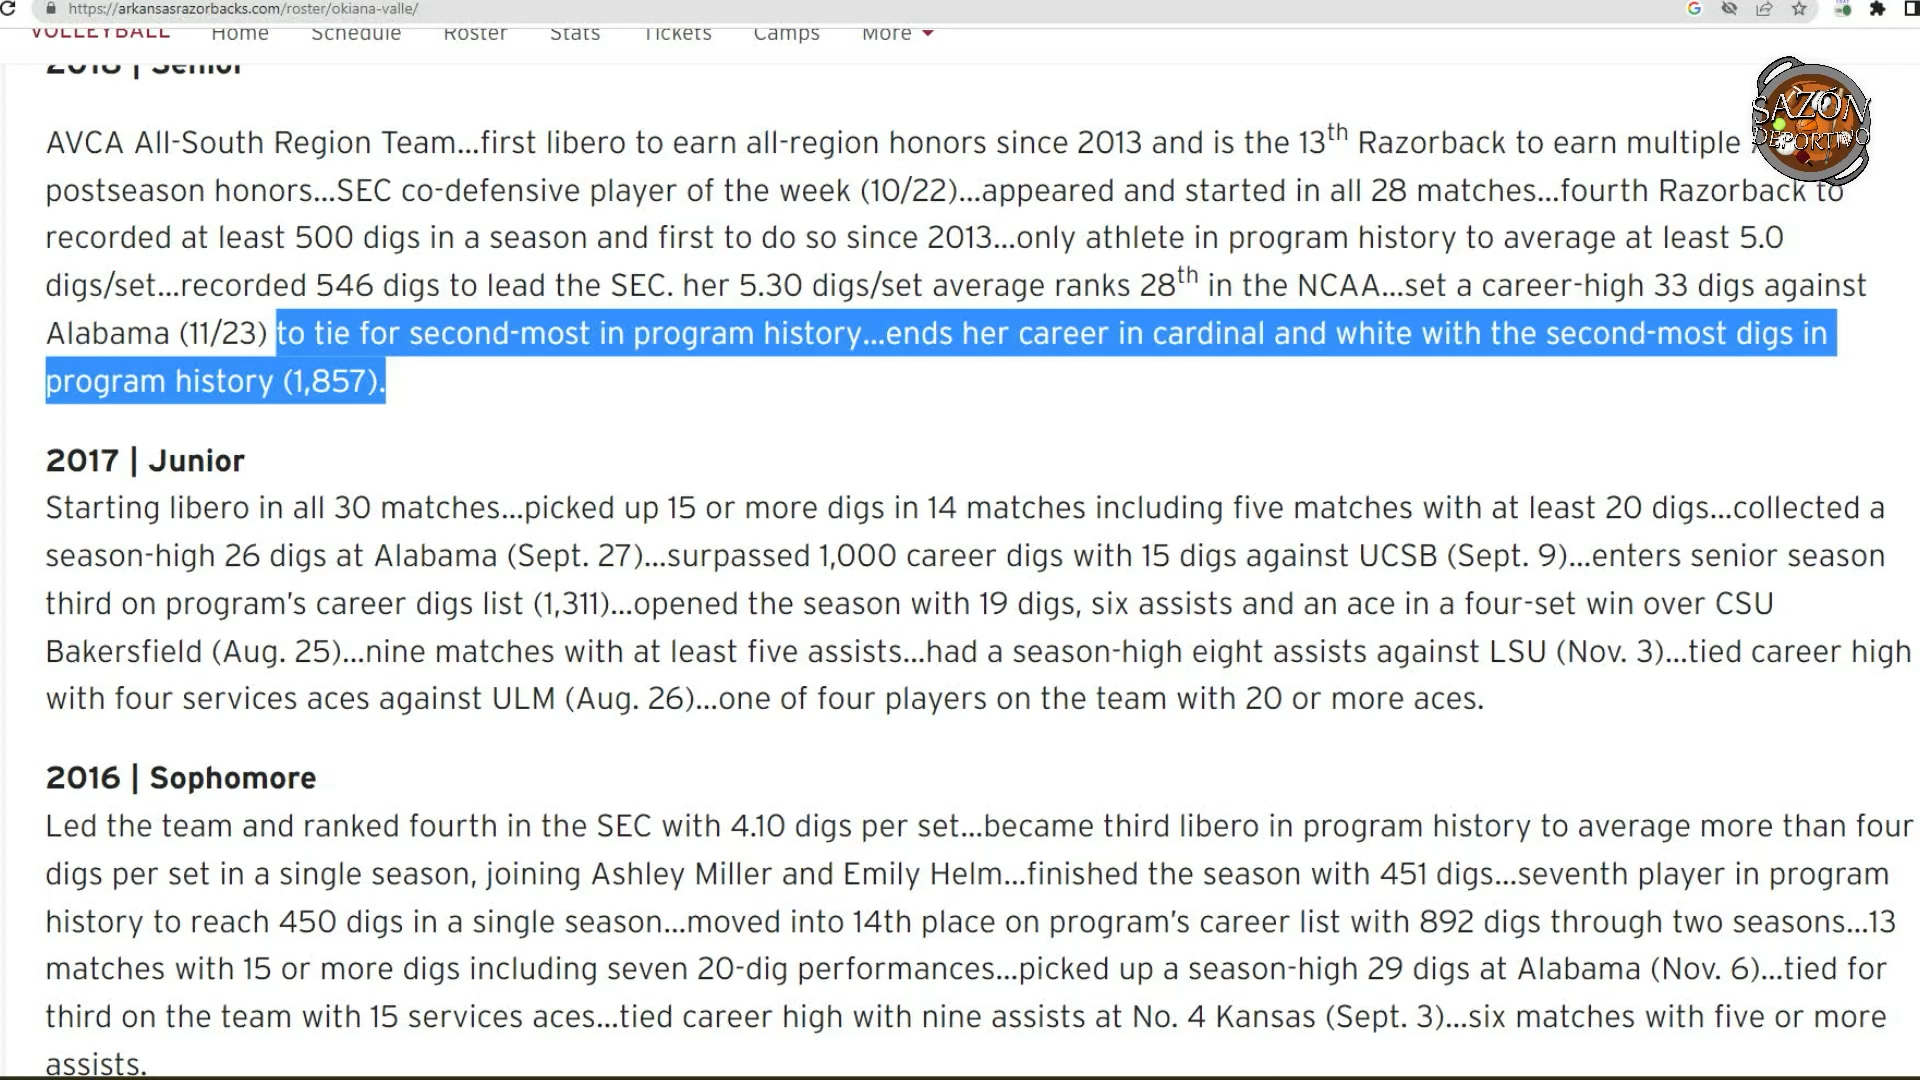 https://arkansasrazorbacks.com/roster/okiana-valle/
VOLLEYBALL Home Schedule Roster Stats Tickets Camps More
2018 | Senior
SAZÓN
DEPORTIVO
AVCA All-South Region Team...first libero to earn all-region honors since 2013 and is the 13th Razorback to earn multiple
postseason honors...SEC co-defensive player of the week (10/22)...appeared and started in all 28 matches...fourth Razorback to
recorded at least 500 digs in a season and first to do so since 2013...only athlete in program history to average at least 5.0
digs/set...recorded 546 digs to lead the SEC. her 5.30 digs/set average ranks 28th in the NCAA...set a career-high 33 digs against
Alabama (11/23) to tie for second-most in program history...ends her career in cardinal and white with the second-most digs in
program history (1,857).
2017 | Junior
Starting libero in all 30 matches...picked up 15 or more digs in 14 matches including five matches with at least 20 digs...collected a
season-high 26 digs at Alabama (Sept. 27)...surpassed 1,000 career digs with 15 digs against UCSB (Sept. 9)...enters senior season
third on program's career digs list (1,311)...opened the season with 19 digs, six assists and an ace in a four-set win over CSU
Bakersfield (Aug. 25)...nine matches with at least five assists...had a season-high eight assists against LSU (Nov. 3)...tied career high
with four services aces against ULM (Aug. 26)...one of four players on the team with 20 or more aces.
2016 | Sophomore
Led the team and ranked fourth in the SEC with 4.10 digs per set...became third libero in program history to average more than four
digs per set in a single season, joining Ashley Miller and Emily Helm...finished the season with 451 digs...seventh player in program
history to reach 450 digs in a single season...moved into 14th place on program's career list with 892 digs through two seasons...13
matches with 15 or more digs including seven 20-dig performances...picked up a season-high 29 digs at Alabama (Nov. 6)...tied for
third on the team with 15 services aces...tied career high with nine assists at No. 4 Kansas (Sept. 3)...six matches with five or more
assists.